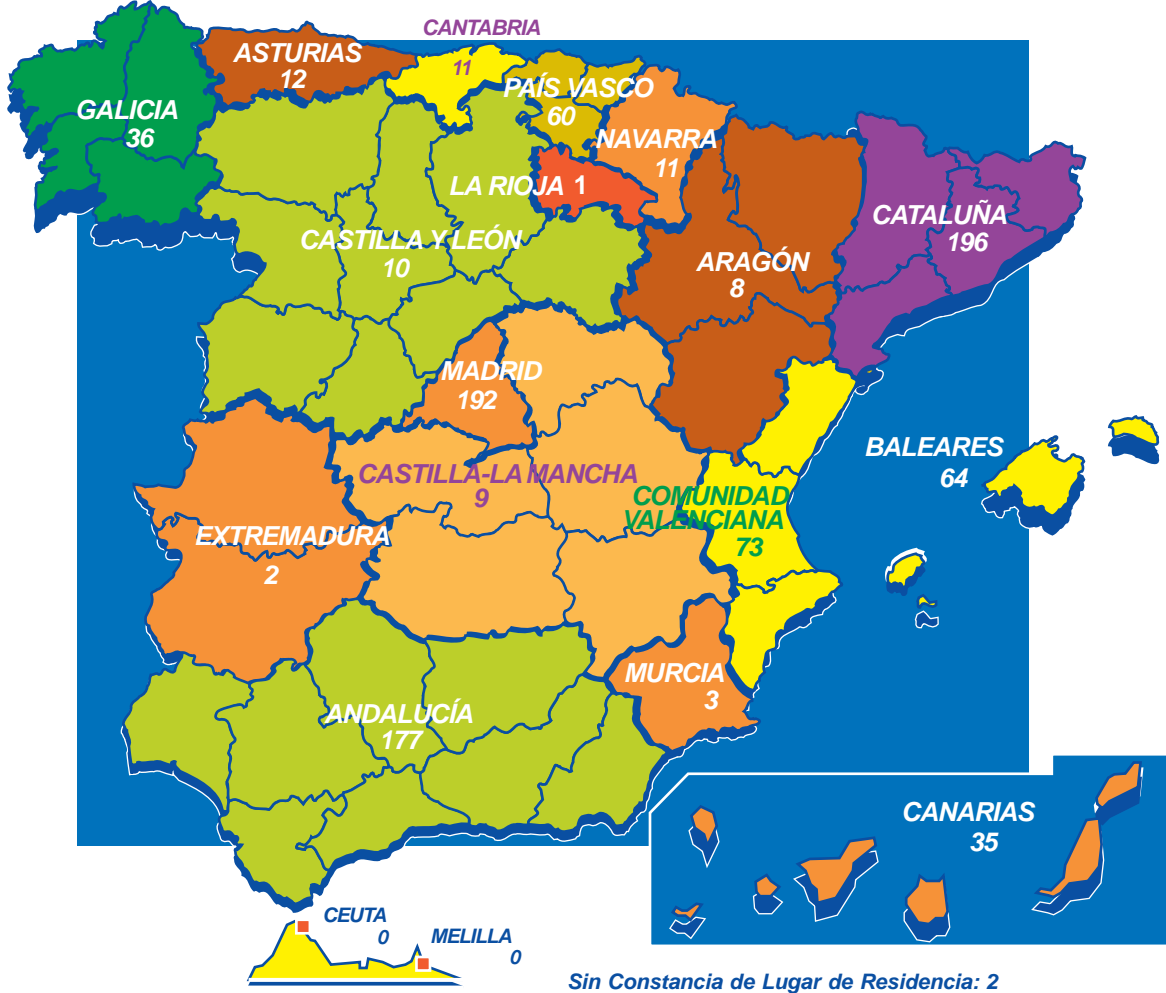 CANTABRIA
11
ASTURIAS
12
PAÍS VASCO
60
GALICIA
36
NAVARRA
11
LA RIOJA 1
CATALUÑA
196
CASTILLA Y LEÓN
10
ARAGÓN
8
MADRID
192
BALEARES
64
CASTILLA-LA MANCHA
9
COMUNIDAD
VALENCIANA
73
EXTREMADURA
2
MURCIA
3
ANDALUCÍA
177
CANARIAS
35
CEUTA
0
MELILLA
0
Sin Constancia de Lugar de Residencia: 2